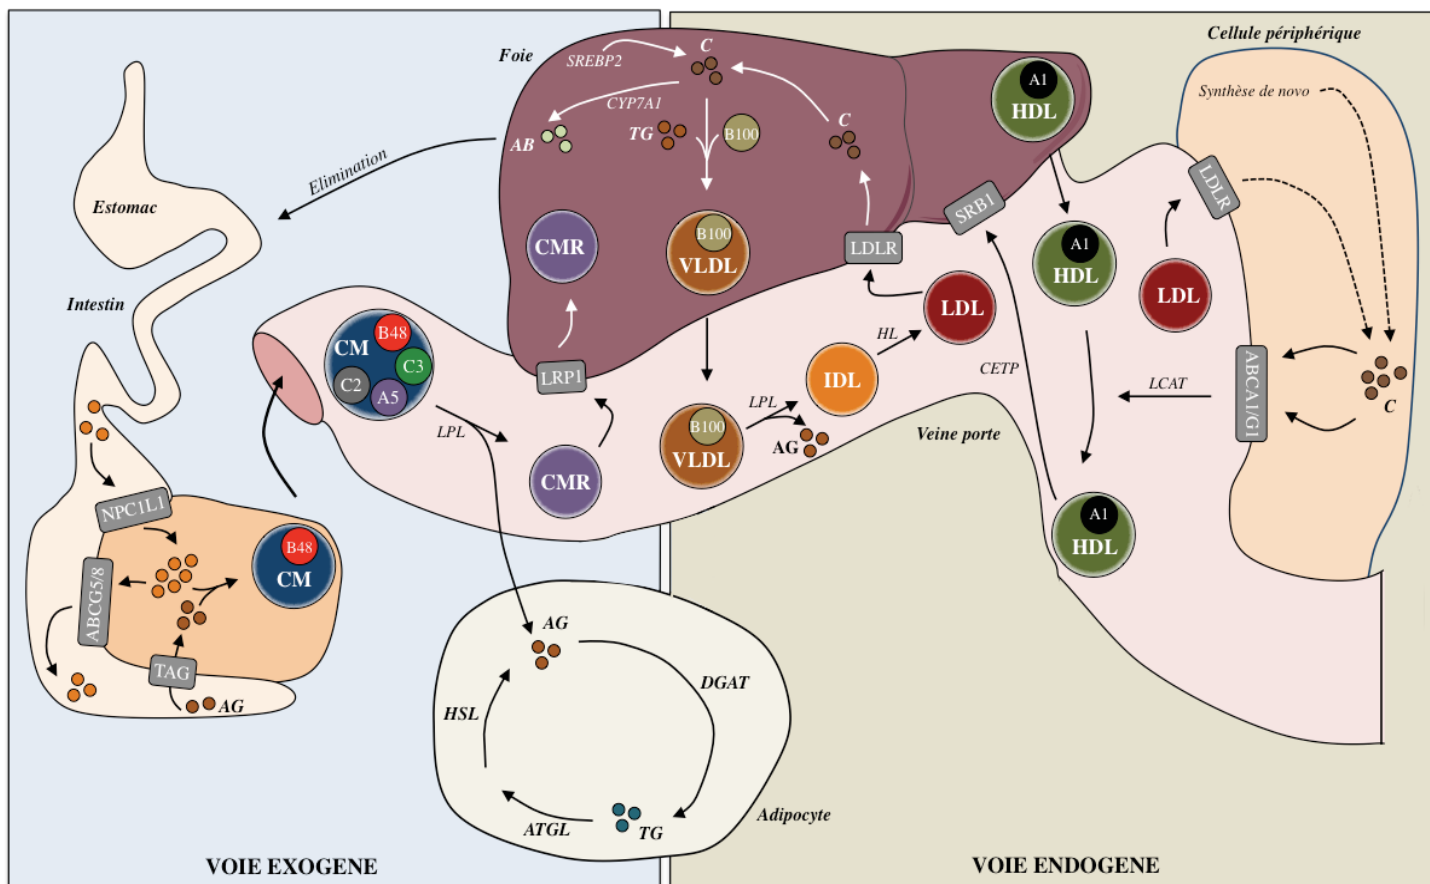 Cellule périphérique
Foie
SREBP2
C
A1
HDL
Synthèse de novo
CYP7A1
AB
TG
B100
C
Elimination
Estomac
LDLR
SRB1
CMR
B100
VLDL
LDLR
A1
HDL
Intestin
LDL
LDL
B48
CM
C3
C2
A5
LRP1
HL
IDL
CETP
ABCA1/G1
LCAT
C
LPL
LPL
B100
VLDL
AG
Veine porte
CMR
NPC1L1
A1
HDL
B48
CM
ABCG5/8
TAG
AG
AG
DGAT
HSL
ATGL
TG
Adipocyte
VOIE EXOGENE
VOIE ENDOGENE